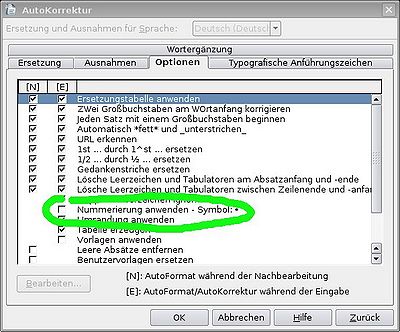 AutoKorrektur
Ersetzungen und Ausnahmen für Sprache: Deutsch (Deutscl
Wortergänzung
Ersetzung Ausnahmen Optionen Typografische Anführungszeichen
[N] [E]
Ersetzungstabelle anwenden
ZWei Großbuchstaben am WOrtanfang korrigieren
Jeden Satz mit einem Großbuchstaben beginnen
Automatisch *fett* und _unterstrichen_
URL erkennen
1st ... durch 1^st ... ersetzen
1/2 ... durch ½ ... ersetzen
Gedankenstriche ersetzen
Lösche Leerzeichen und Tabulatoren am Absatzanfang und -ende
Lösche Leerzeichen und Tabulatoren zwischen Zeilenende und -anfan
Nummerierung anwenden - Symbol: •
Umrandung anwenden
Tabelle erzeugen
Vorlagen anwenden
Leere Absätze entfernen
Benutzervorlagen ersetzen
Bearbeiten... [N]: AutoFormat während der Nachbearbeitung
[E]: AutoFormat/AutoKorrektur während der Eingabe
OK Abbrechen Hilfe Zurück